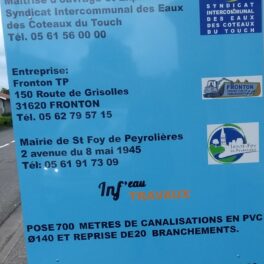 Syndicat Intercommunal des Eaux
des Coteaux du Touch
Tél. 05 61 56 00 00
SYNDICAT
INTERCOMMUNAL
DES EAUX
DES COTEAUX
DU TOUCH
Entreprise:
Fronton TP
150 Route de Grisolles
31620 FRONTON
Tél. 05 62 79 57 15
FRONTON
Mairie de St Foy de Peyrolières
2 avenue du 8 mai 1945
Tél: 05 61 91 73 09
Inf'eau
TRAVAUX
POSE 700 METRES DE CANALISATIONS EN PVC
Ø140 ET REPRISE DE20 BRANCHEMENTS.